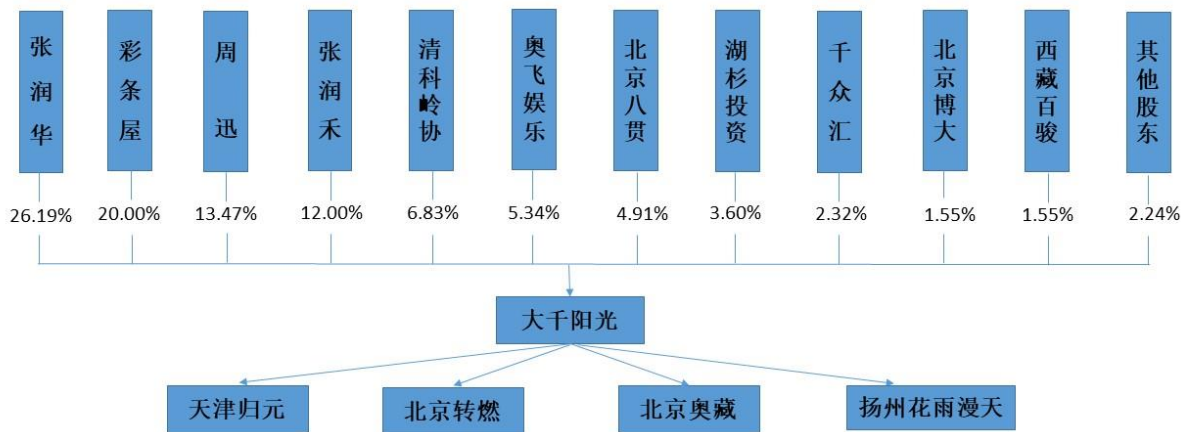 张润华
彩条屋
周迅
张润禾
清科岭协
奥飞娱乐
北京八贯
湖杉投资
千众汇
北京博大
西藏百骏
其他股东
26.19%
20.00%
13.47%
12.00%
6.83%
5.34%
4.91%
3.60%
2.32%
1.55%
1.55%
2.24%
大千阳光
天津归元
北京转燃
北京奥藏
扬州花雨漫天